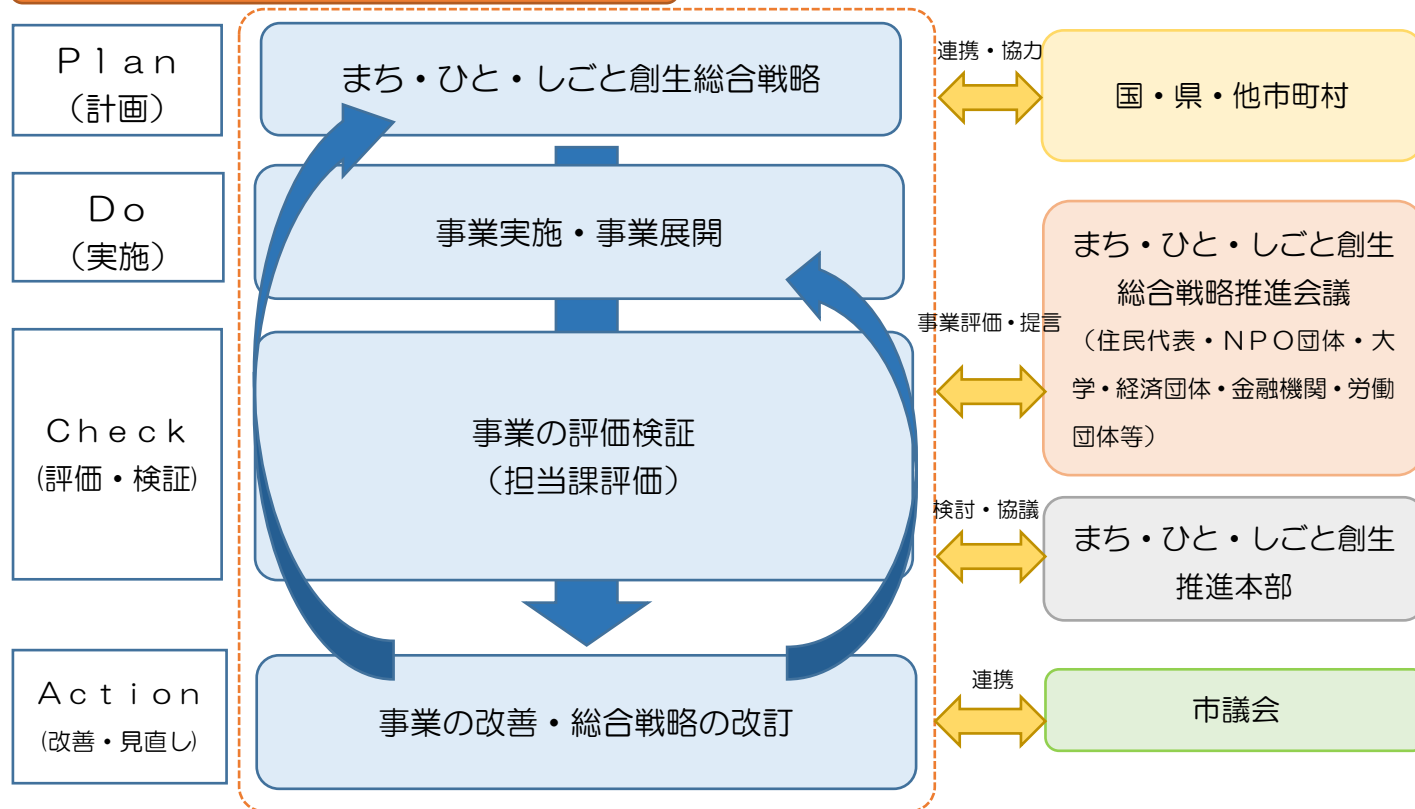 Ｐｌａｎ
（計画）
まち・ひと・しごと創生総合戦略
連携・協力
国・県・他市町村
Ｄｏ
（実施）
事業実施・事業展開
まち・ひと・しごと創生
総合戦略推進会議
（住民代表・ＮＰＯ団体・大
学・経済団体・金融機関・労働
団体等）
事業評価・提言
Ｃｈｅｃｋ
(評価・検証)
事業の評価検証
（担当課評価）
検討・協議
まち・ひと・しごと創生
推進本部
Ａｃｔｉｏｎ
(改善・見直し)
事業の改善・総合戦略の改訂
連携
市議会